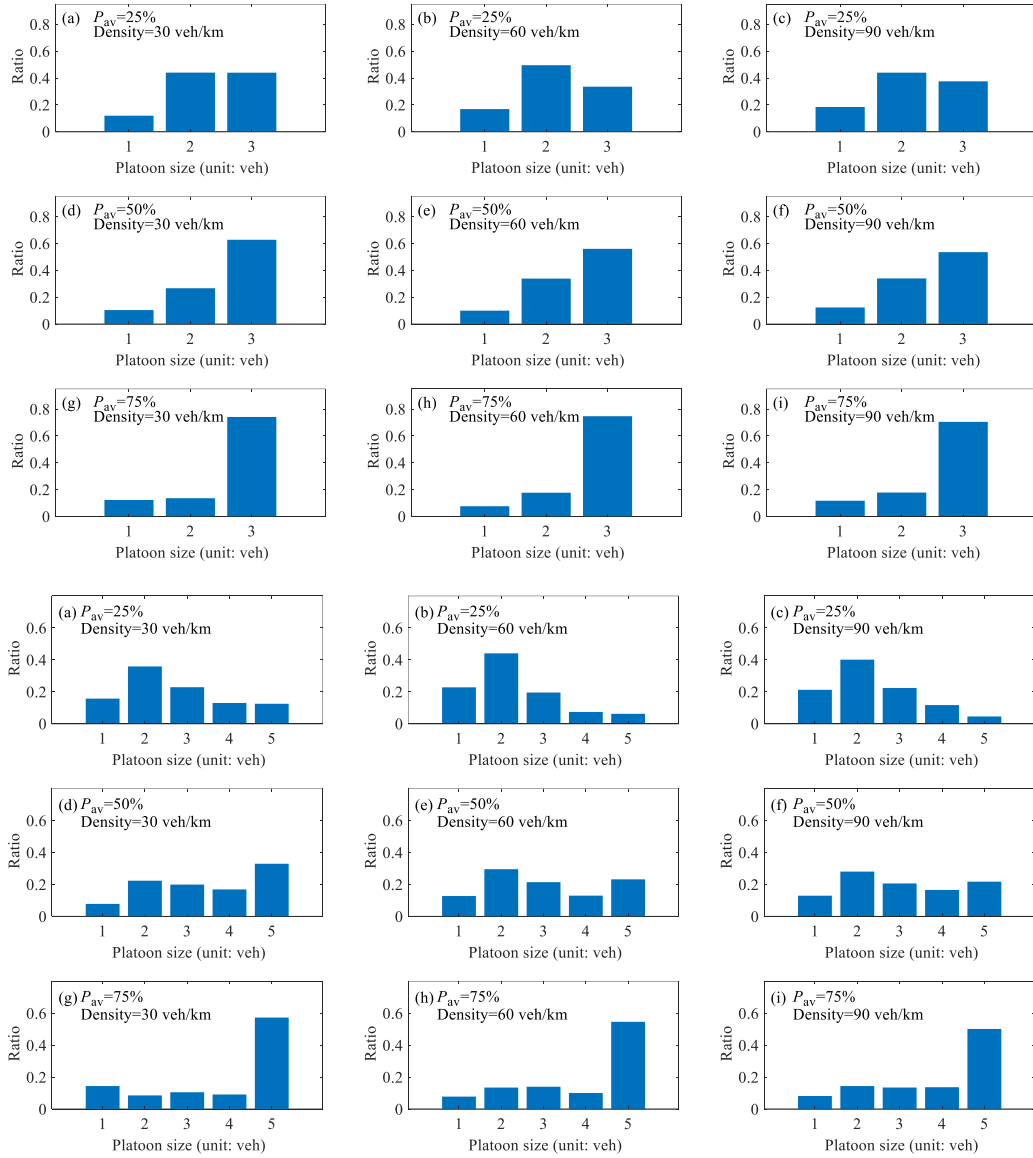 (a) P_av=25%
Density=30 veh/km
Ratio
0.8
0.6
0.4
0.2
0
1 2 3
Platoon size (unit: veh)
(b) P_av=25%
Density=60 veh/km
Ratio
0.8
0.6
0.4
0.2
0
1 2 3
Platoon size (unit: veh)
(c) P_av=25%
Density=90 veh/km
Ratio
0.8
0.6
0.4
0.2
0
1 2 3
Platoon size (unit: veh)
(d) P_av=50%
Density=30 veh/km
Ratio
0.8
0.6
0.4
0.2
0
1 2 3
Platoon size (unit: veh)
(e) P_av=50%
Density=60 veh/km
Ratio
0.8
0.6
0.4
0.2
0
1 2 3
Platoon size (unit: veh)
(f) P_av=50%
Density=90 veh/km
Ratio
0.8
0.6
0.4
0.2
0
1 2 3
Platoon size (unit: veh)
(g) P_av=75%
Density=30 veh/km
Ratio
0.8
0.6
0.4
0.2
0
1 2 3
Platoon size (unit: veh)
(h) P_av=75%
Density=60 veh/km
Ratio
0.8
0.6
0.4
0.2
0
1 2 3
Platoon size (unit: veh)
(i) P_av=75%
Density=90 veh/km
Ratio
0.8
0.6
0.4
0.2
0
1 2 3
Platoon size (unit: veh)
(a) P_av=25%
Density=30 veh/km
Ratio
0.6
0.4
0.2
0
1 2 3 4 5
Platoon size (unit: veh)
(b) P_av=25%
Density=60 veh/km
Ratio
0.6
0.4
0.2
0
1 2 3 4 5
Platoon size (unit: veh)
(c) P_av=25%
Density=90 veh/km
Ratio
0.6
0.4
0.2
0
1 2 3 4 5
Platoon size (unit: veh)
(d) P_av=50%
Density=30 veh/km
Ratio
0.6
0.4
0.2
0
1 2 3 4 5
Platoon size (unit: veh)
(e) P_av=50%
Density=60 veh/km
Ratio
0.6
0.4
0.2
0
1 2 3 4 5
Platoon size (unit: veh)
(f) P_av=50%
Density=90 veh/km
Ratio
0.6
0.4
0.2
0
1 2 3 4 5
Platoon size (unit: veh)
(g) P_av=75%
Density=30 veh/km
Ratio
0.6
0.4
0.2
0
1 2 3 4 5
Platoon size (unit: veh)
(h) P_av=75%
Density=60 veh/km
Ratio
0.6
0.4
0.2
0
1 2 3 4 5
Platoon size (unit: veh)
(i) P_av=75%
Density=90 veh/km
Ratio
0.6
0.4
0.2
0
1 2 3 4 5
Platoon size (unit: veh)